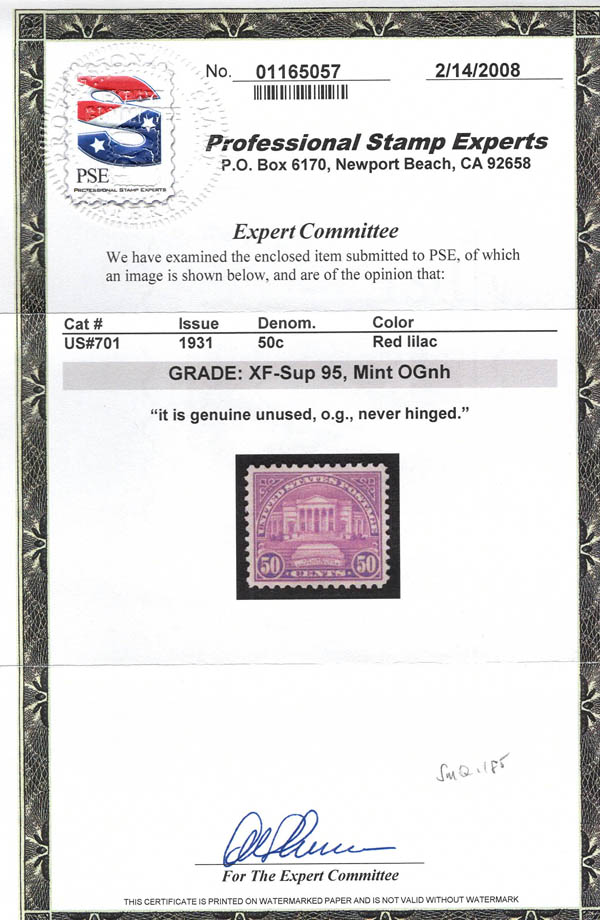 No. 01165057 2/14/2008
PSE
PROFESSIONAL STAMP EXPERTS
Professional Stamp Experts
P.O. Box 6170, Newport Beach, CA 92658
Expert Committee
We have examined the enclosed item submitted to PSE, of which
an image is shown below, and are of the opinion that:
Cat # Issue Denom. Color
US#701 1931 50c Red lilac
GRADE: XF-Sup 95, Mint OGnh
“it is genuine unused, o.g., never hinged.”
UNITED STATES POSTAGE
50 50
CENTS
For The Expert Committee
THIS CERTIFICATE IS PRINTED ON WATERMARKED PAPER AND IS NOT VALID WITHOUT WATERMARK